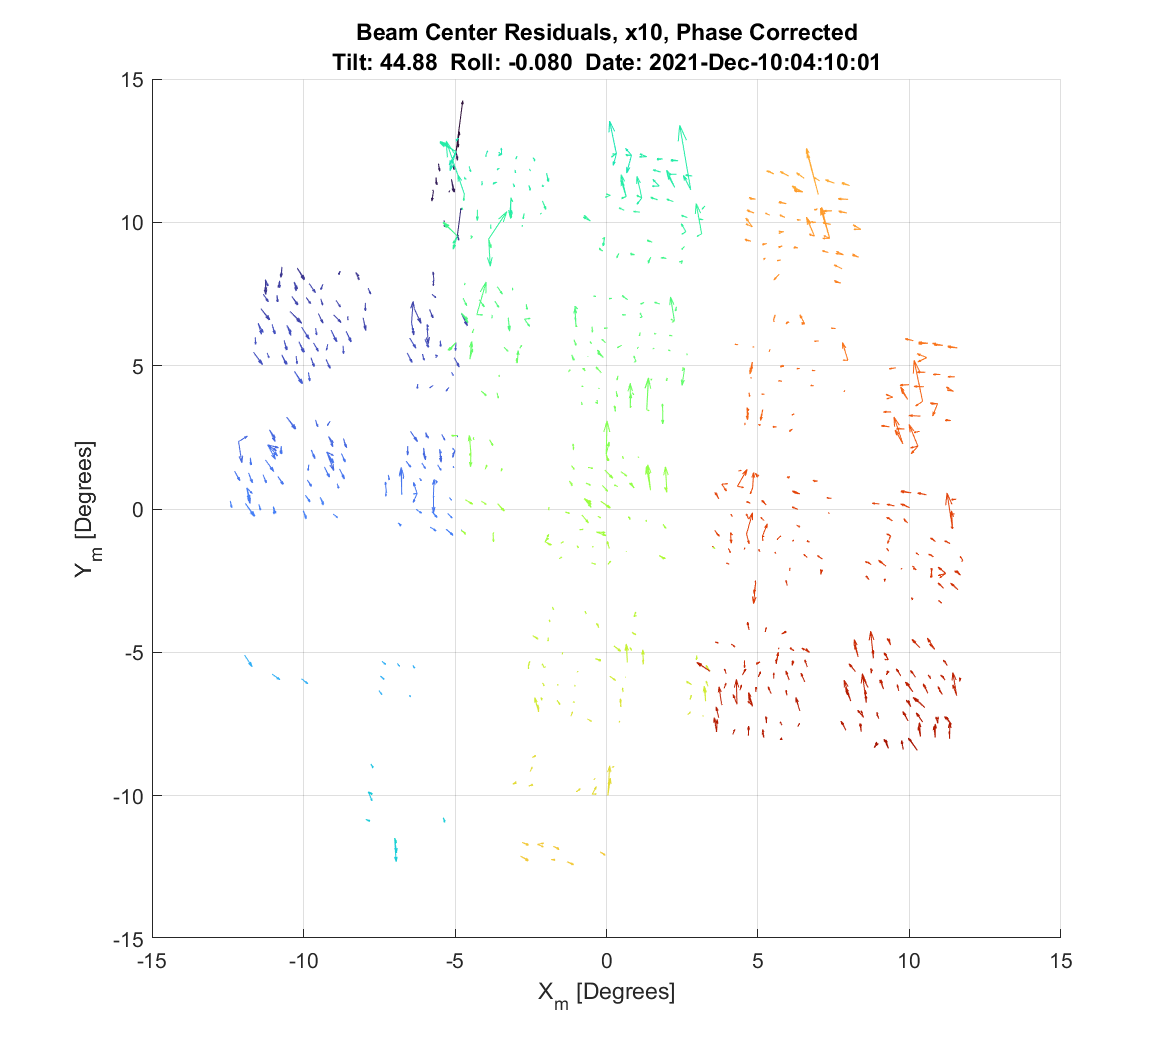 Beam Center Residuals, x10, Phase Corrected
Tilt: 44.88 Roll: -0.080 Date: 2021-Dec-10:04:10:01
15
10
5
0
-5
-10
-15
Y_m [Degrees]
-15 -10 -5 0 5 10 15
X_m [Degrees]